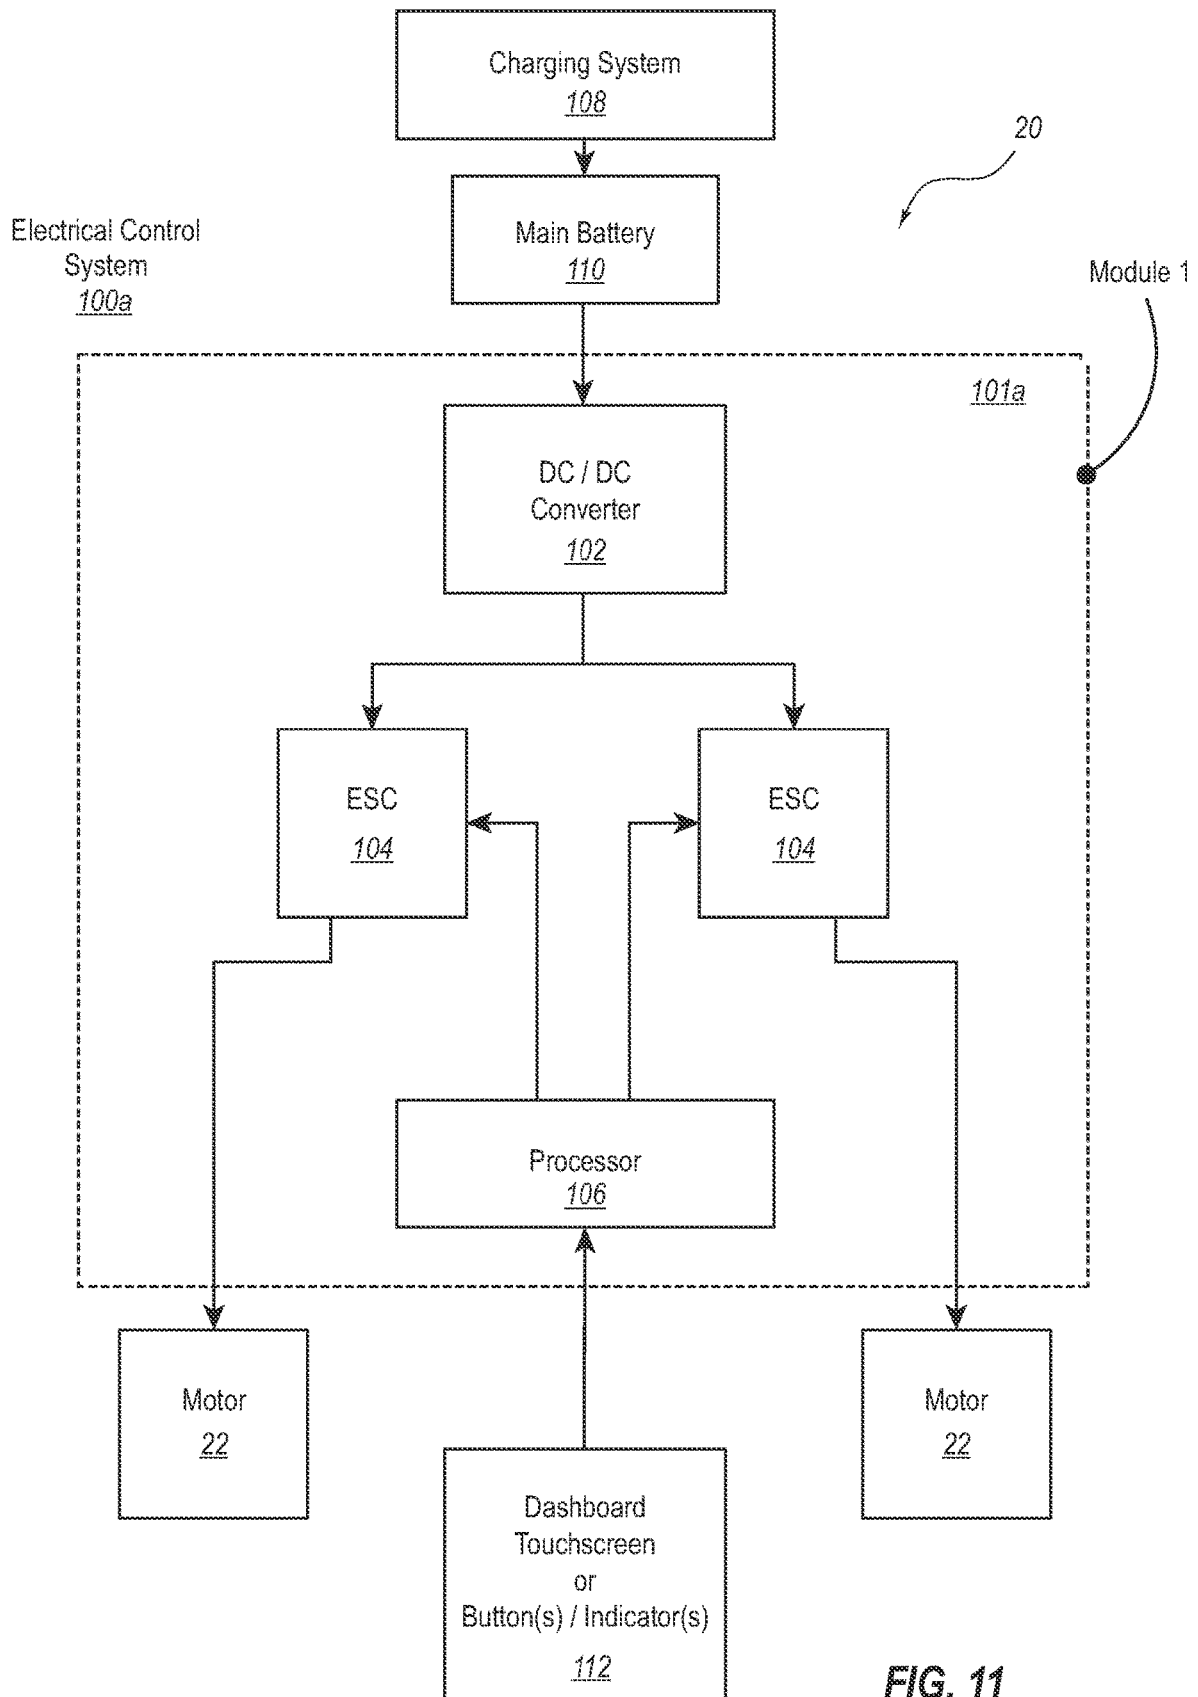 Charging System
108
20
Main Battery
110
Electrical Control
System
100a
Module 1
101a
DC / DC
Converter
102
ESC
104
ESC
104
Processor
106
Motor
22
Motor
22
Dashboard
Touchscreen
or
Button(s) / Indicator(s)
112
FIG. 11